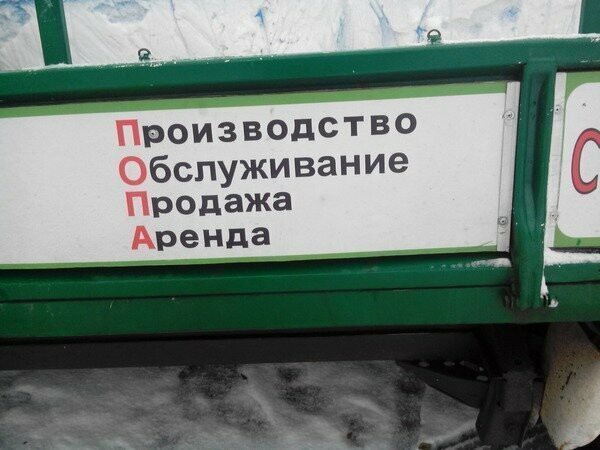 Производство
Обслуживание
Продажа
Аренда
С